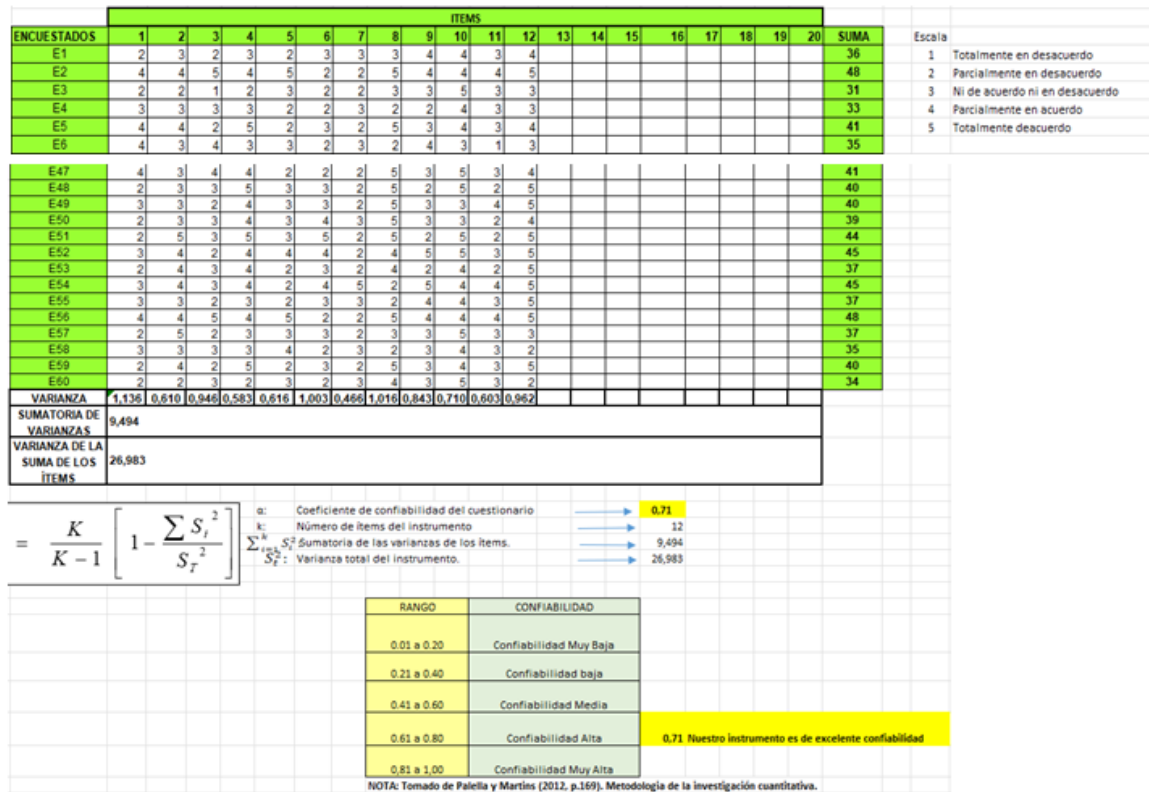 ITEMS
ENCUESTADOS 1 2 3 4 5 6 7 8 9 10 11 12 13 14 15 16 17 18 19 20 SUMA Escala
E1 2 3 2 3 2 3 3 3 4 4 3 4 36 1 Totalmente en desacuerdo
E2 4 4 5 4 5 2 2 5 4 4 4 5 48 2 Parcialmente en desacuerdo
E3 2 2 1 2 3 2 2 3 3 5 3 3 31 3 Ni de acuerdo ni en desacuerdo
E4 3 3 3 3 2 2 3 2 2 4 3 3 33 4 Parcialmente en acuerdo
E5 4 4 2 5 2 3 2 5 3 4 3 4 41 5 Totalmente deacuerdo
E6 4 3 4 3 3 2 3 2 4 3 1 3 35
E47 4 3 4 4 2 2 2 5 3 5 3 4 41
E48 2 3 3 5 3 3 2 5 2 5 2 5 40
E49 3 3 2 4 3 3 2 5 3 3 4 5 40
E50 2 3 3 4 3 4 3 5 3 3 2 4 39
E51 2 5 3 5 3 5 2 5 2 5 2 5 44
E52 3 4 2 4 4 4 2 4 5 5 3 5 45
E53 2 4 3 4 2 3 2 4 2 4 2 5 37
E54 3 4 3 4 2 4 5 2 5 4 4 5 45
E55 3 3 2 3 2 3 3 2 4 4 3 5 37
E56 4 4 5 4 5 2 2 5 4 4 4 5 48
E57 2 5 2 3 3 3 2 3 3 5 3 3 37
E58 3 3 3 3 4 2 3 2 3 4 3 2 35
E59 2 4 2 5 2 3 2 5 3 4 3 5 40
E60 2 2 3 2 3 2 3 4 3 5 3 2 34
VARIANZA 1,136 0,610 0,946 0,583 0,616 1,003 0,466 1,016 0,843 0,710 0,603 0,962
SUMATORIA DE
VARIANZAS 9,494
VARIANZA DE LA
SUMA DE LOS 26,983
ÍTEMS
= K / K − 1 [ 1 − ∑ Sᵢ² / S_T² ]
α: Coeficiente de confiabilidad del cuestionario 0,71
k: Número de ítems del instrumento 12
Sumatoria de las varianzas de los ítems. 9,494
Varianza total del instrumento. 26,983
RANGO CONFIABILIDAD
0.01 a 0.20 Confiabilidad Muy Baja
0.21 a 0.40 Confiabilidad baja
0.41 a 0.60 Confiabilidad Media
0.61 a 0.80 Confiabilidad Alta 0,71 Nuestro instrumento es de excelente confiabilidad
0,81 a 1,00 Confiabilidad Muy Alta
NOTA: Tomado de Palella y Martins (2012, p.169). Metodología de la investigación cuantitativa.